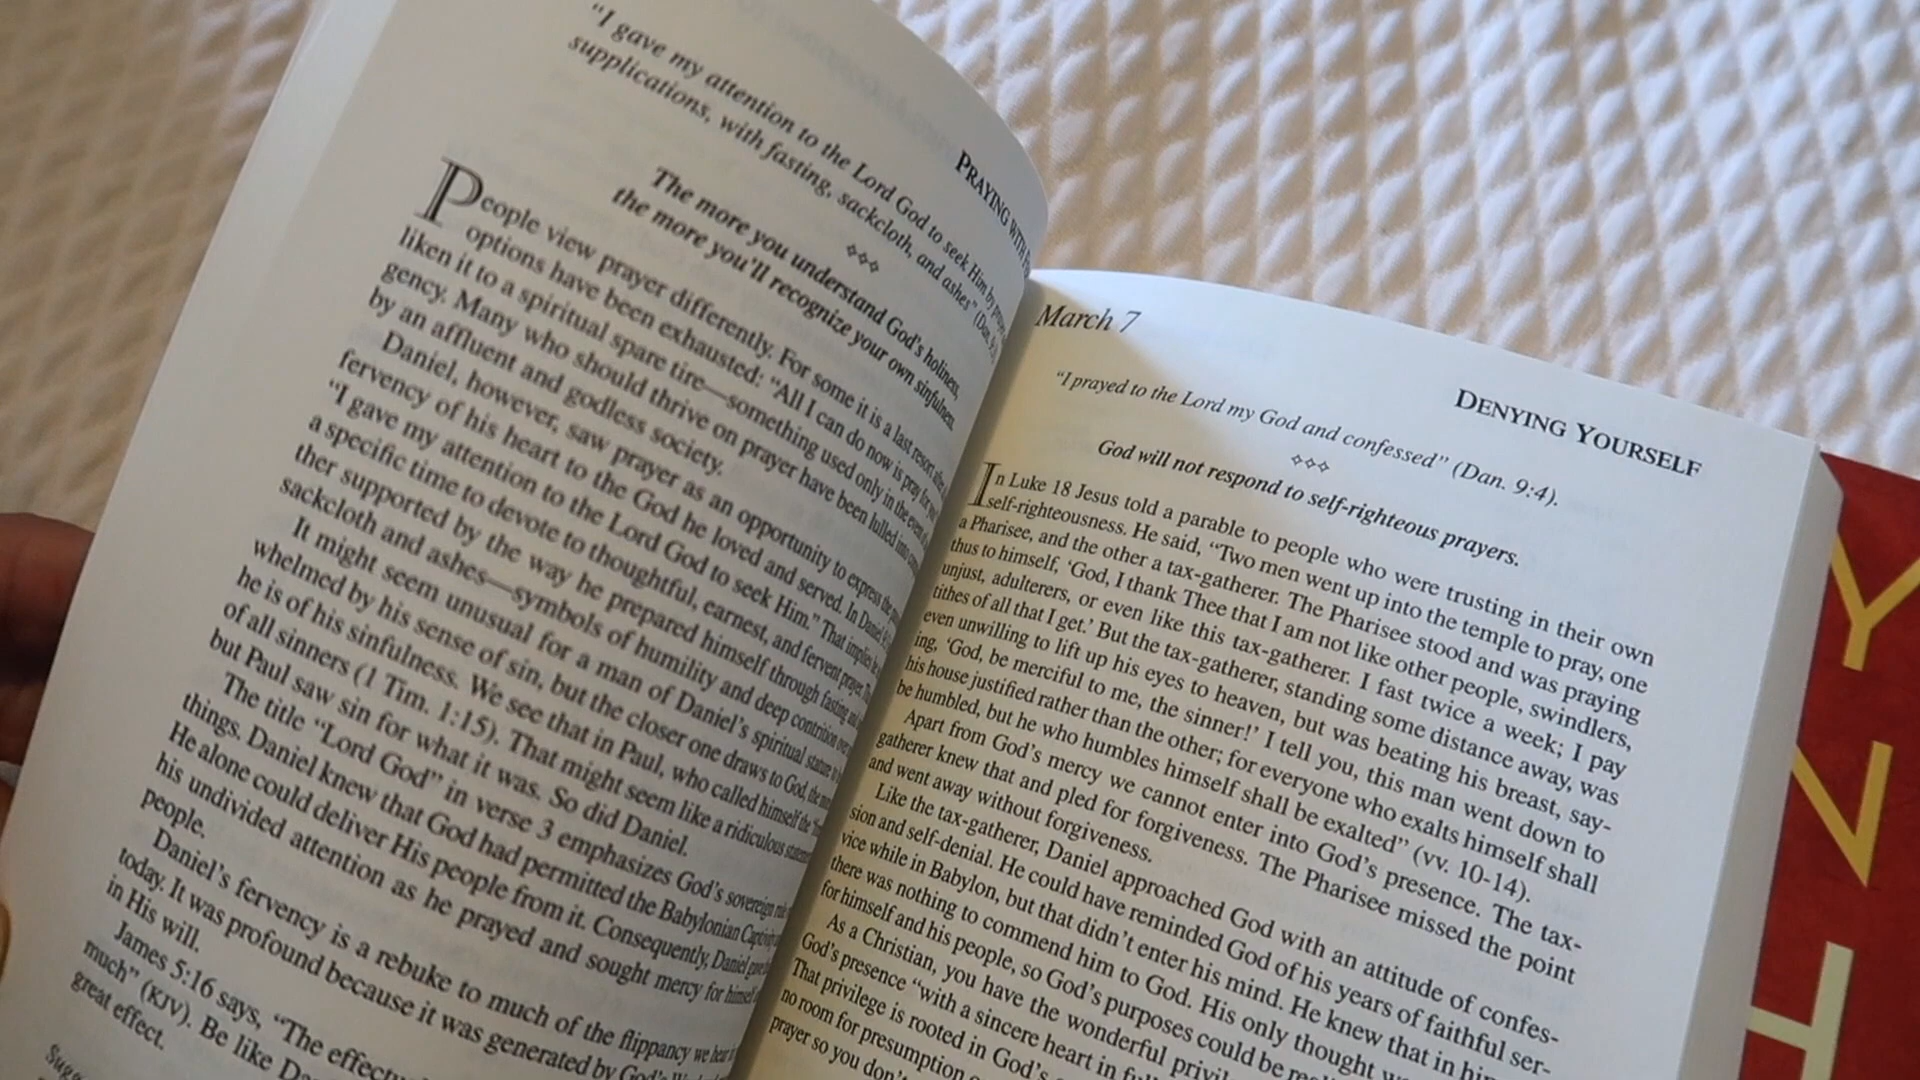 PRAYING WITH
"I gave my attention to the Lord God to seek Him by
supplications, with fasting, sackcloth, and ashes" (Dan. 9:3
The more you understand God's holiness,
the more you'll recognize your own sinfulness.
People view prayer differently. For some it is a last resort after
options have been exhausted: "All I can do now is pray for
liken it to a spiritual spare tire—something used only in the event
gency. Many who should thrive on prayer have been lulled into
by an affluent and godless society.
Daniel, however, saw prayer as an opportunity to express the
fervency of his heart to the God he loved and served. In Daniel
"I gave my attention to the Lord God to seek Him." That implies he
a specific time to devote to thoughtful, earnest, and fervent prayer.
ther supported by the way he prepared himself through fasting and
sackcloth and ashes—symbols of humility and deep contrition over
It might seem unusual for a man of Daniel's spiritual stature
whelmed by his sense of sin, but the closer one draws to God, the
he is of his sinfulness. We see that in Paul, who called himself the
of all sinners (1 Tim. 1:15). That might seem like a ridiculous
but Paul saw sin for what it was. So did Daniel.
The title "Lord God" in verse 3 emphasizes God's sovereign
things. Daniel knew that God had permitted the Babylonian
He alone could deliver His people from it. Consequently, Daniel
his undivided attention as he prayed and sought mercy for himself
people.
Daniel's fervency is a rebuke to much of the flippancy we
today. It was profound because it was generated by God's
in His will.
James 5:16 says, "The
much" (KJV). Be like
great effect.
March 7
DENYING YOURSELF
"I prayed to the Lord my God and confessed" (Dan. 9:4).
God will not respond to self-righteous prayers.
In Luke 18 Jesus told a parable to people who were trusting in their own
self-righteousness. He said, "Two men went up into the temple to pray, one
a Pharisee, and the other a tax-gatherer. The Pharisee stood and was praying
thus to himself, 'God, I thank Thee that I am not like other people, swindlers,
unjust, adulterers, or even like this tax-gatherer. I fast twice a week; I pay
tithes of all that I get.' But the tax-gatherer, standing some distance away, was
even unwilling to lift up his eyes to heaven, but was beating his breast, say-
ing, 'God, be merciful to me, the sinner!' I tell you, this man went down to
his house justified rather than the other; for everyone who exalts himself shall
be humbled, but he who humbles himself shall be exalted" (vv. 10-14).
Apart from God's mercy we cannot enter into God's presence. The tax-
gatherer knew that and pled for forgiveness. The Pharisee missed the point
and went away without forgiveness.
Like the tax-gatherer, Daniel approached God with an attitude of confes-
sion and self-denial. He could have reminded God of his years of faithful ser-
vice while in Babylon, but that didn't enter his mind. He knew that in
there was nothing to commend him to God. His only thought
for himself and his people, so God's purposes could be
As a Christian, you have the wonderful
God's presence "with a sincere heart in
That privilege is rooted in God's
no room for presumption
prayer so you don't
Y
N
H